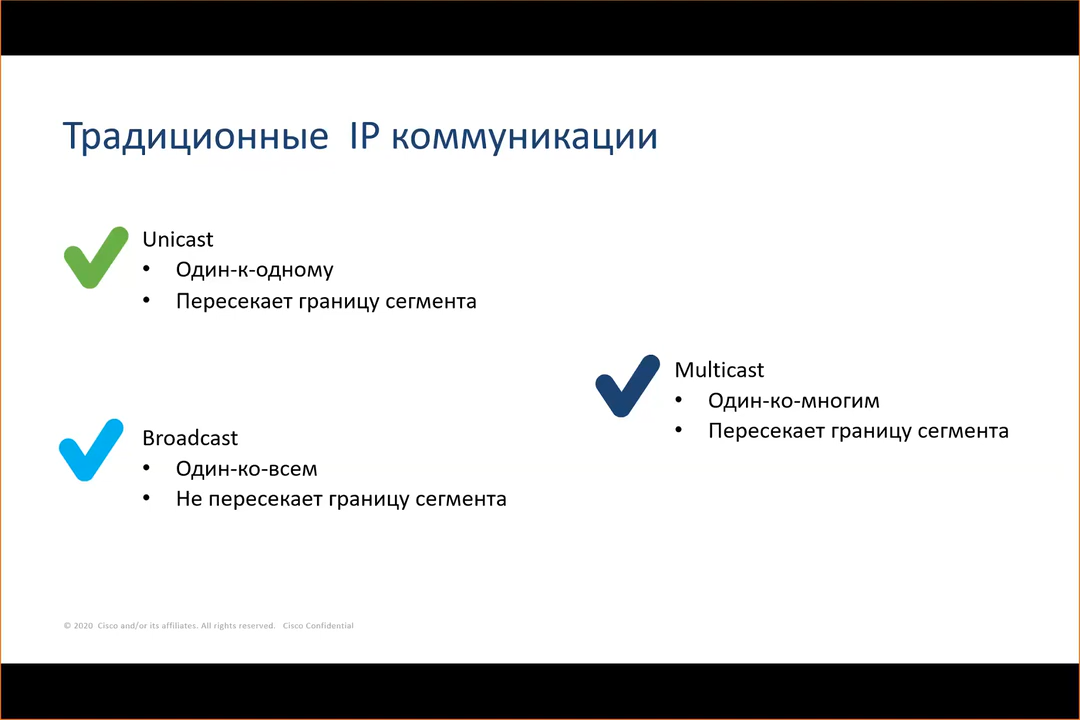 Традиционные IP коммуникации
Unicast
• Один-к-одному
• Пересекает границу сегмента
Broadcast
• Один-ко-всем
• Не пересекает границу сегмента
Multicast
• Один-ко-многим
• Пересекает границу сегмента
© 2020 Cisco and/or its affiliates. All rights reserved. Cisco Confidential